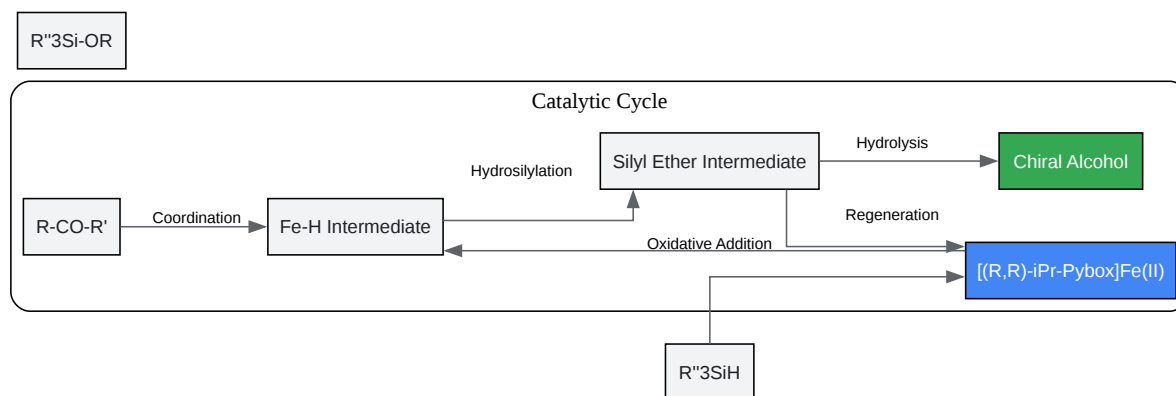 R"3Si-OR
Catalytic Cycle
Silyl Ether Intermediate
Hydrolysis
Chiral Alcohol
Hydrosilylation
R-CO-R'
Coordination
Fe-H Intermediate
Regeneration
Oxidative Addition
[(R,R)-iPr-Pybox]Fe(II)
R"3SiH